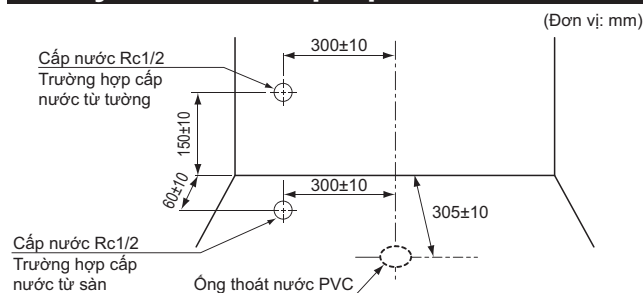 (Đơn vị: mm)
300±10
Cấp nước Rc1/2
Trường hợp cấp
nước từ tường
150±10
60±10
300±10
305±10
Cấp nước Rc1/2
Trường hợp cấp
nước từ sàn
Ống thoát nước PVC